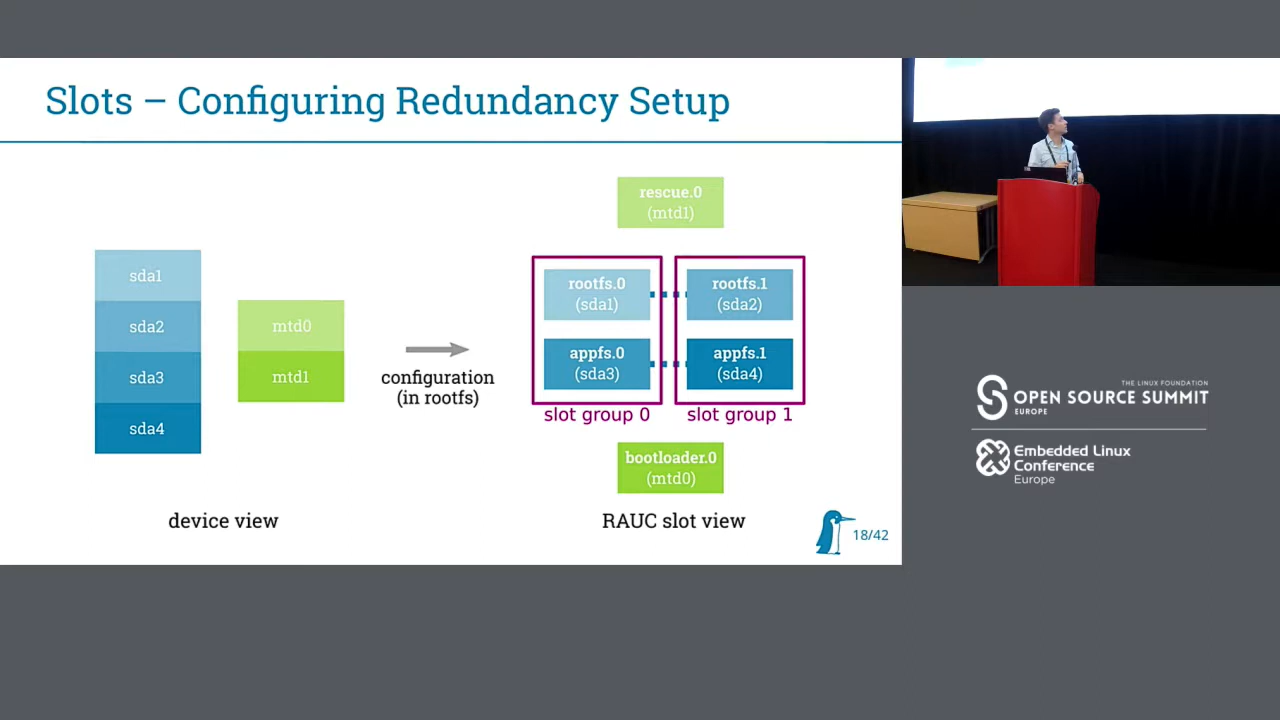 Slots – Configuring Redundancy Setup
rescue.0
(mtd1)
sda1
sda2
sda3
sda4
mtd0
mtd1
configuration
(in rootfs)
rootfs.0
(sda1)
rootfs.1
(sda2)
appfs.0
(sda3)
appfs.1
(sda4)
slot group 0
slot group 1
bootloader.0
(mtd0)
device view
RAUC slot view
18/42
THE LINUX FOUNDATION
OPEN SOURCE SUMMIT
EUROPE
Embedded Linux
Conference
Europe